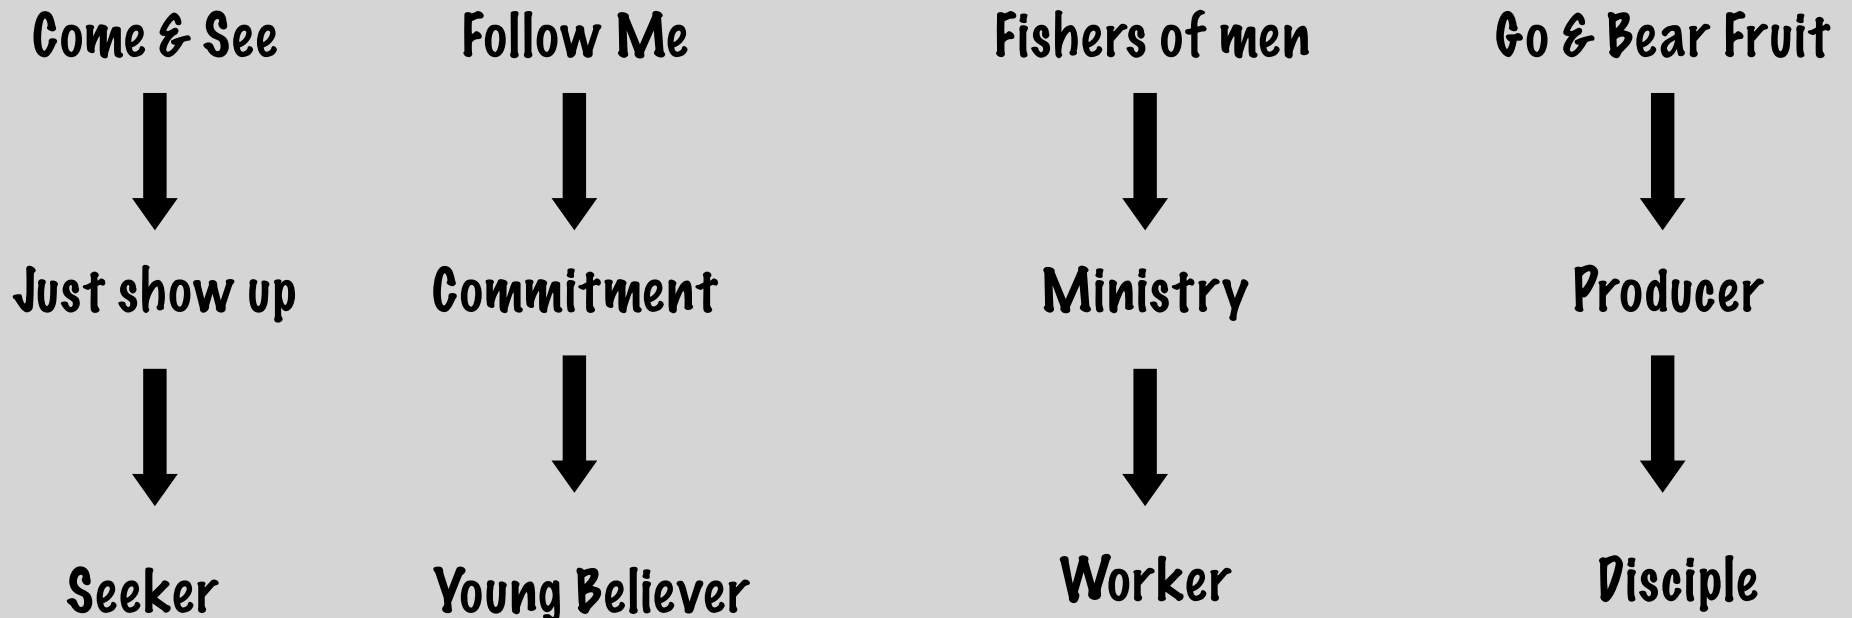 Come & See
Follow Me
Fishers of men
Go & Bear Fruit
Just show up
Commitment
Ministry
Producer
Seeker
Young Believer
Worker
Disciple